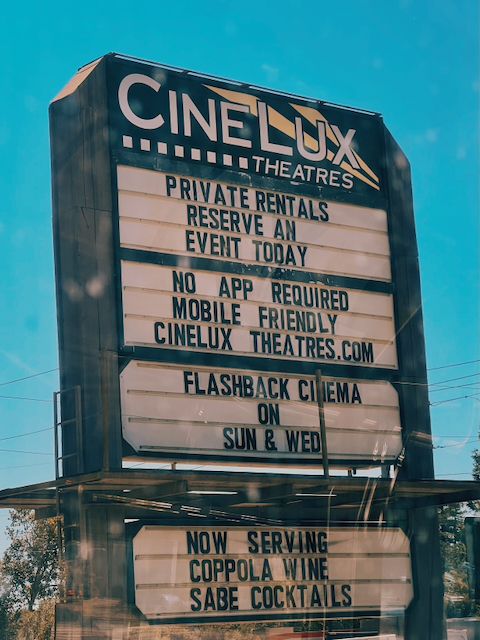 CINELUX
THEATRES
PRIVATE RENTALS
RESERVE AN
EVENT TODAY
NO APP REQUIRED
MOBILE FRIENDLY
CINELUX THEATRES.COM
FLASHBACK CINEMA
ON
SUN & WED
NOW SERVING
COPPOLA WINE
SABE COCKTAILS